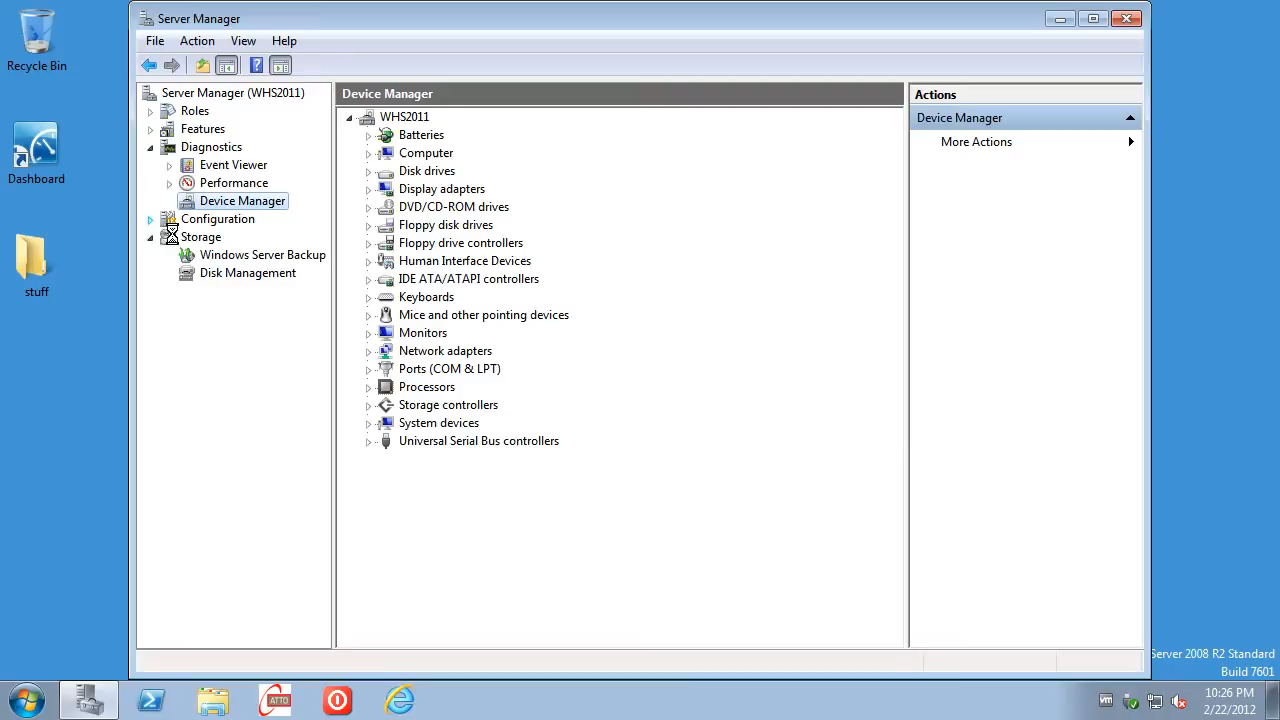 Recycle Bin
Dashboard
stuff
Server Manager
File Action View Help
Server Manager (WHS2011)
Roles
Features
Diagnostics
Event Viewer
Performance
Device Manager
Configuration
Storage
Windows Server Backup
Disk Management
Device Manager
WHS2011
Batteries
Computer
Disk drives
Display adapters
DVD/CD-ROM drives
Floppy disk drives
Floppy drive controllers
Human Interface Devices
IDE ATA/ATAPI controllers
Keyboards
Mice and other pointing devices
Monitors
Network adapters
Ports (COM & LPT)
Processors
Storage controllers
System devices
Universal Serial Bus controllers
Actions
Device Manager
More Actions
Server 2008 R2 Standard
Build 7601
ATTO
vm
10:26 PM
2/22/2012